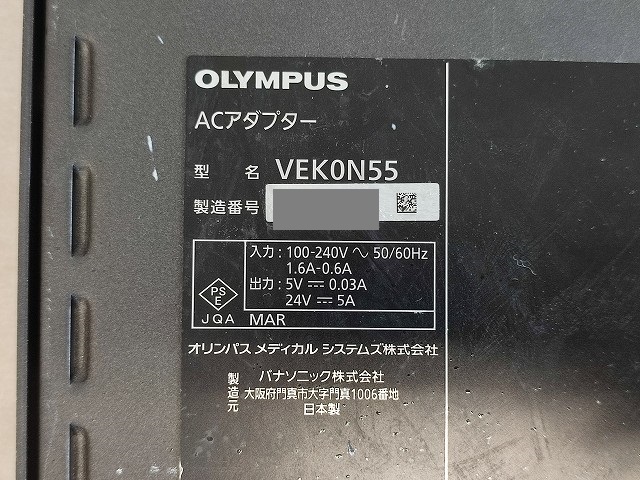 OLYMPUS
ACアダプター
型 名 VEK0N55
製造番号
入力 : 100-240V ～ 50/60Hz
1.6A-0.6A
出力 : 5V ⎓ 0.03A
24V ⎓ 5A
PS
E
JQA MAR
オリンパス メディカル システムズ株式会社
製造元
パナソニック株式会社
大阪府門真市大字門真1006番地
日本製